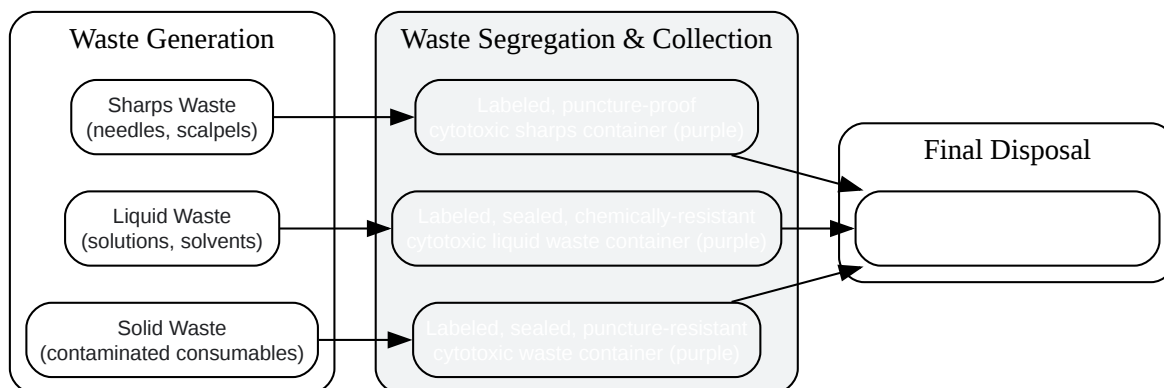 Waste Generation
Sharps Waste
(needles, scalpels)
Liquid Waste
(solutions, solvents)
Solid Waste
(contaminated consumables)
Waste Segregation & Collection
Labeled, puncture-proof
cytotoxic sharps container (purple)
Labeled, sealed, chemically-resistant
cytotoxic liquid waste container (purple)
Labeled, sealed, puncture-resistant
cytotoxic waste container (purple)
Final Disposal